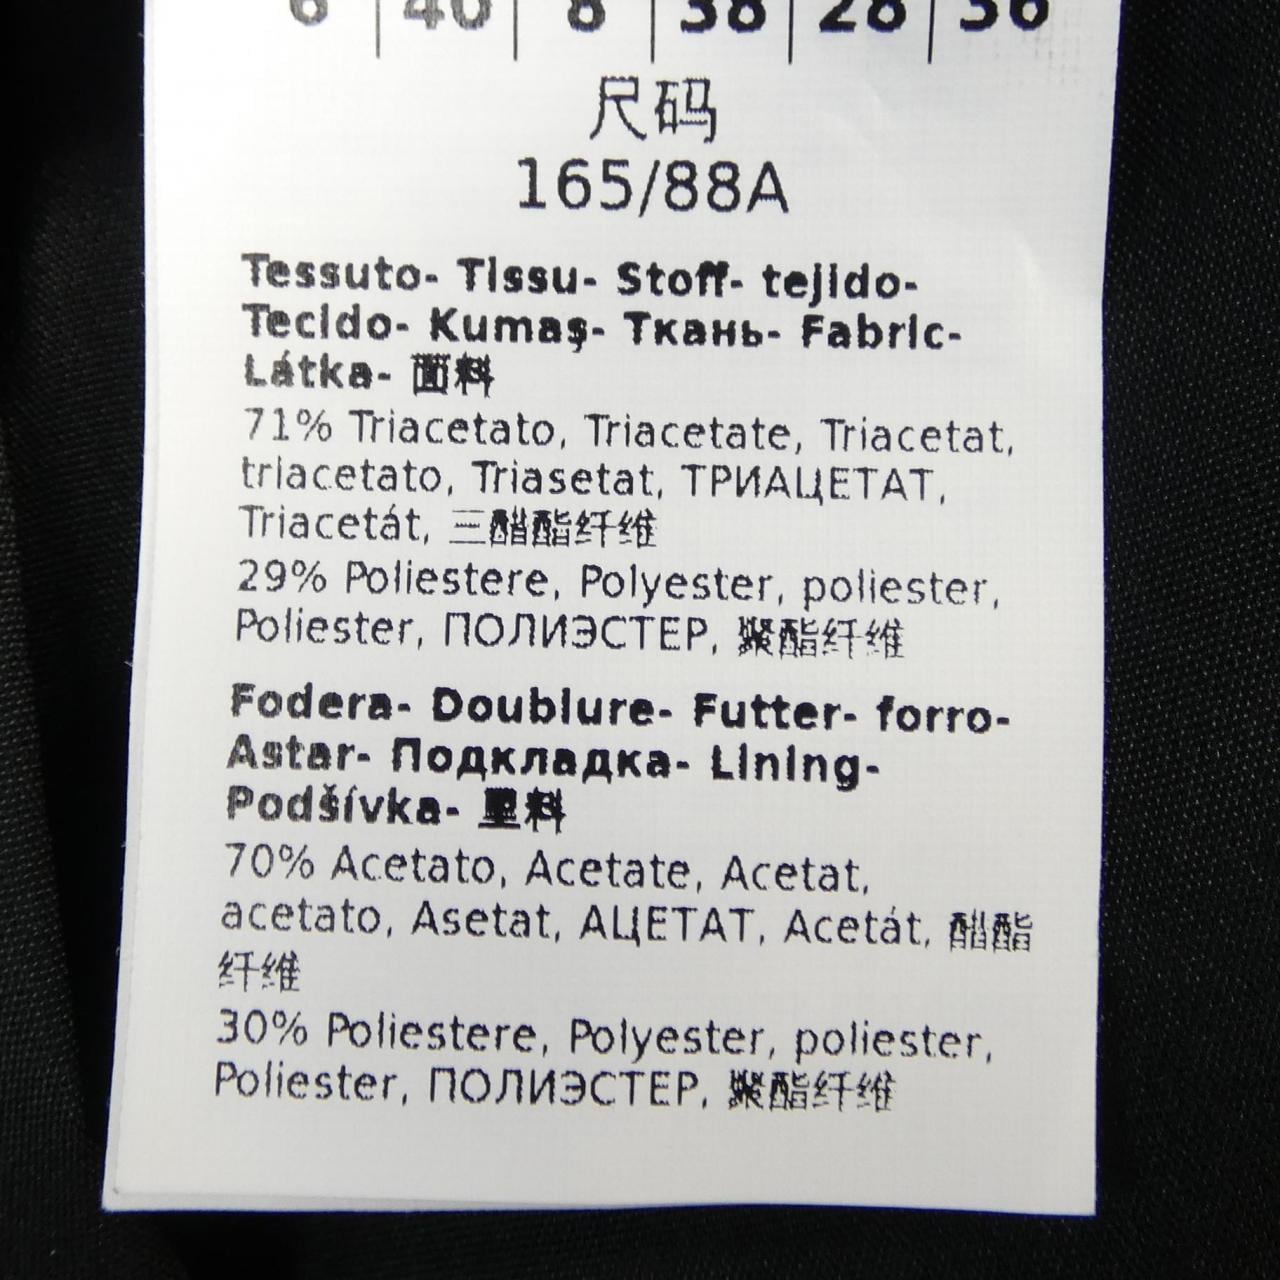 6 40 8 38 28 36
尺码
165/88A
Tessuto- Tissu- Stoff- tejido-
Tecido- Kumaş- Ткань- Fabric-
Látka- 面料
71% Triacetato, Triacetate, Triacetat,
triacetato, Triasetat, ТРИАЦЕТАТ,
Triacetát, 三醋酯纤维
29% Poliestere, Polyester, poliester,
Poliester, ПОЛИЭСТЕР, 聚酯纤维
Fodera- Doublure- Futter- forro-
Astar- Подкладка- Lining-
Podšívka- 里料
70% Acetato, Acetate, Acetat,
acetato, Asetat, АЦЕТАТ, Acetát, 醋酯
纤维
30% Poliestere, Polyester, poliester,
Poliester, ПОЛИЭСТЕР, 聚酯纤维